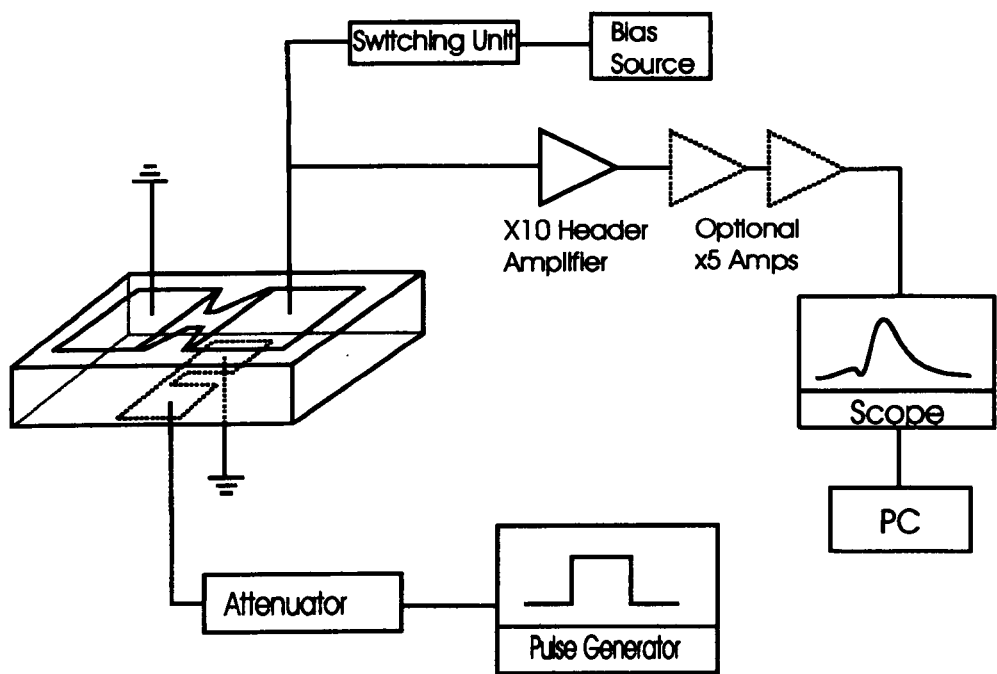 Switching Unit
Bias
Source
X10 Header
Amplifier
Optional
x5 Amps
Scope
PC
Attenuator
Pulse Generator